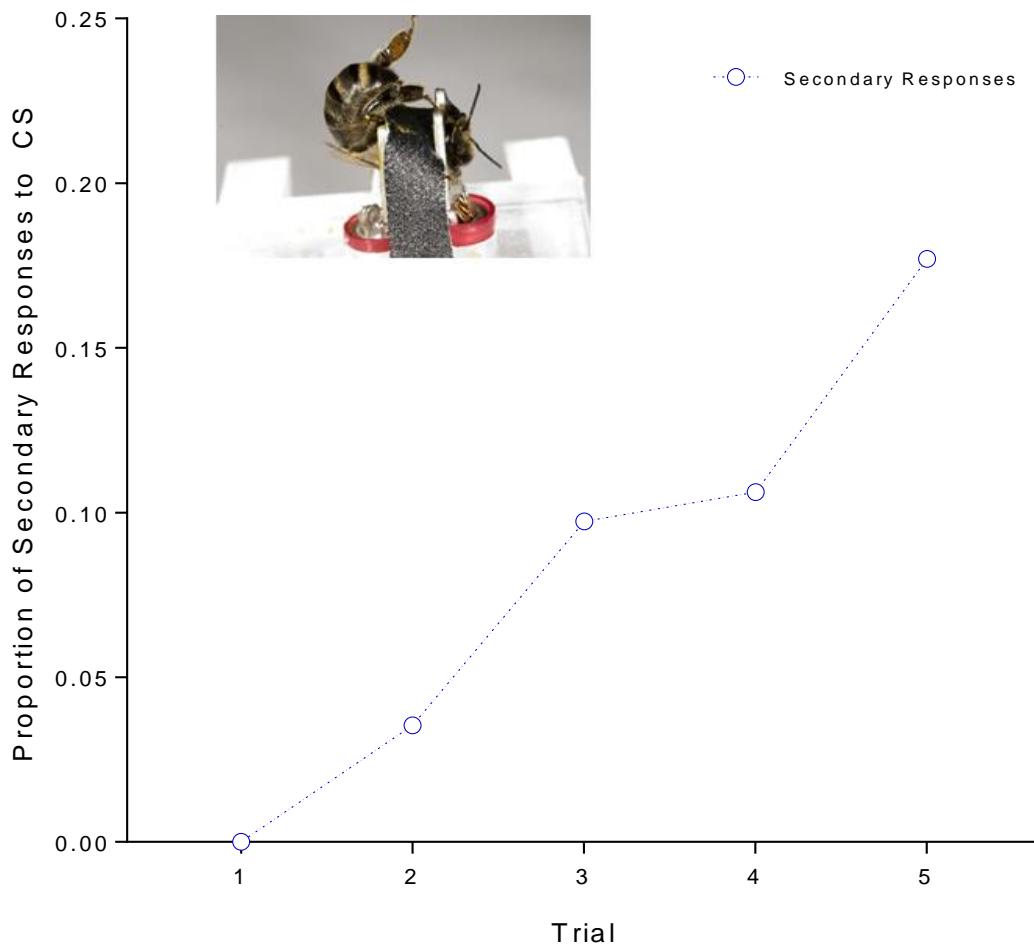 0.25
Secondary Responses
0.20
0.15
0.10
0.05
0.00
Proportion of Secondary Responses to CS
1 2 3 4 5
Trial